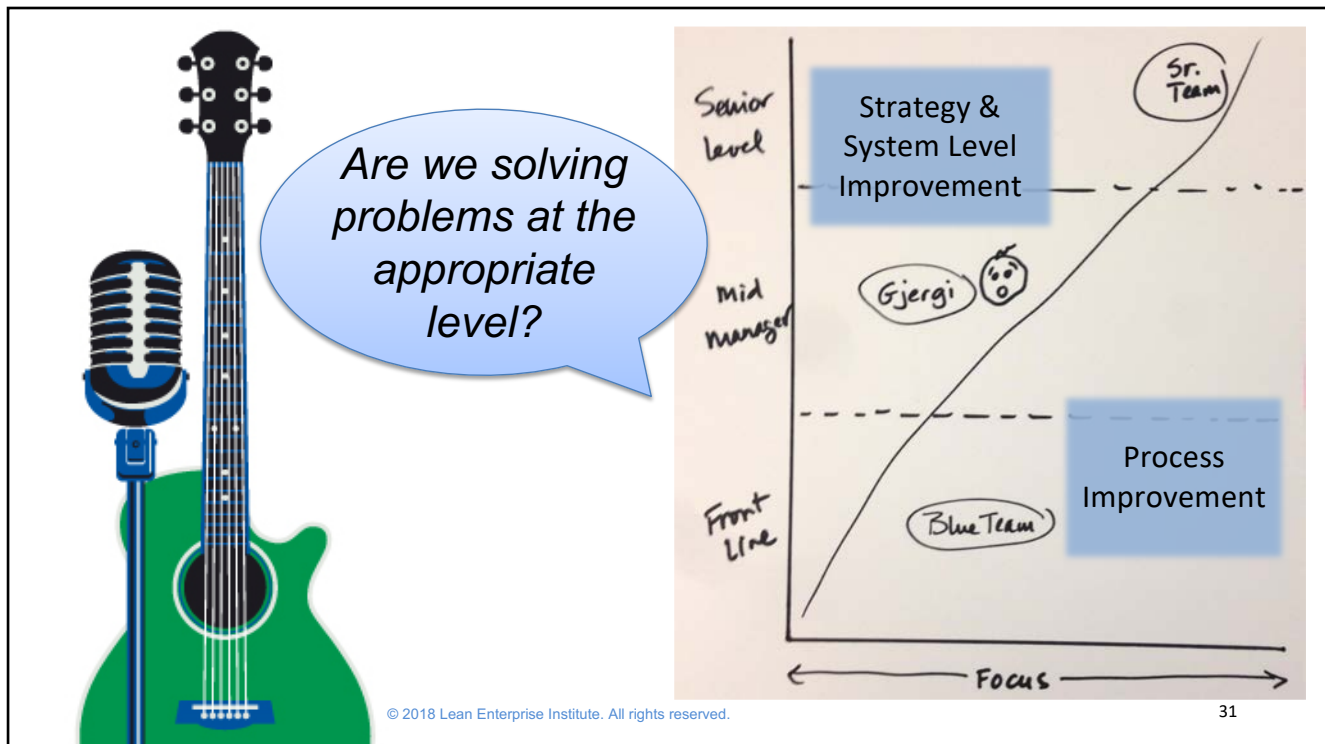 Are we solving
problems at the
appropriate
level?
Senior
Level
Strategy &
System Level
Improvement
Sr.
Team
Mid
manager
Gjergi
Front
Line
Blue Team
Process
Improvement
Focus
© 2018 Lean Enterprise Institute. All rights reserved.
31